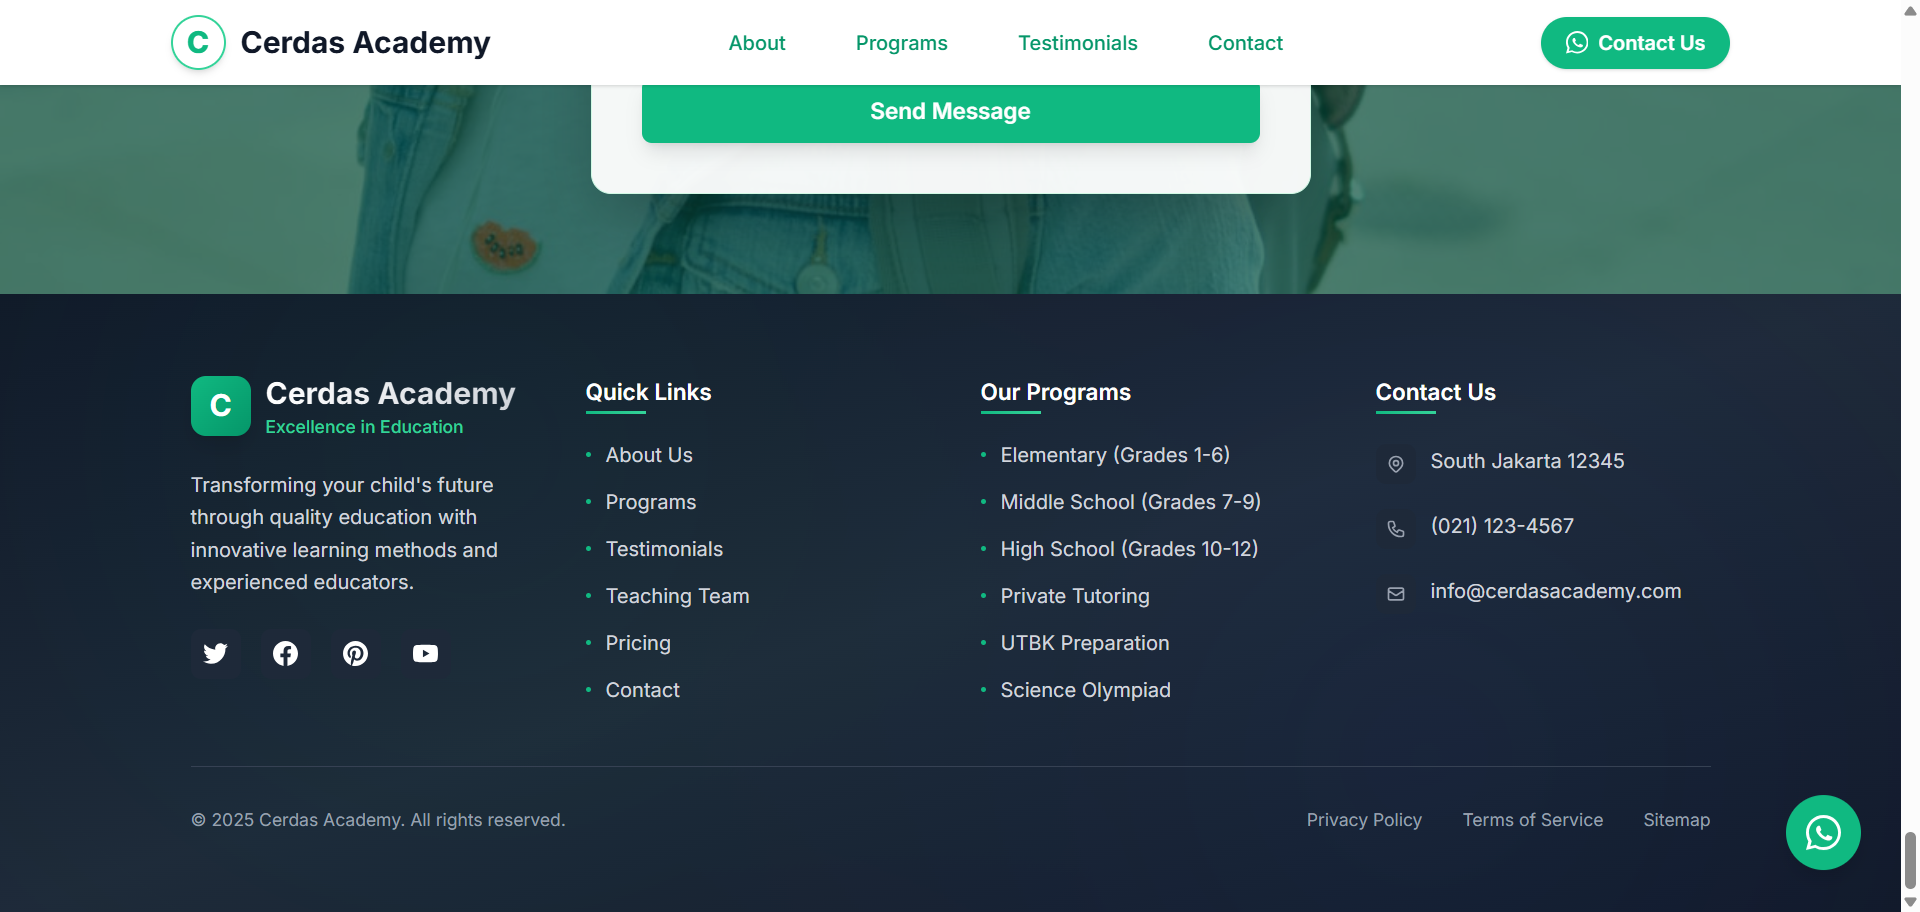 C Cerdas Academy
About Programs Testimonials Contact
Contact Us
Send Message
C Cerdas Academy
Excellence in Education
Transforming your child's future
through quality education with
innovative learning methods and
experienced educators.
Quick Links
• About Us
• Programs
• Testimonials
• Teaching Team
• Pricing
• Contact
Our Programs
• Elementary (Grades 1-6)
• Middle School (Grades 7-9)
• High School (Grades 10-12)
• Private Tutoring
• UTBK Preparation
• Science Olympiad
Contact Us
South Jakarta 12345
(021) 123-4567
info@cerdasacademy.com
© 2025 Cerdas Academy. All rights reserved.
Privacy Policy Terms of Service Sitemap